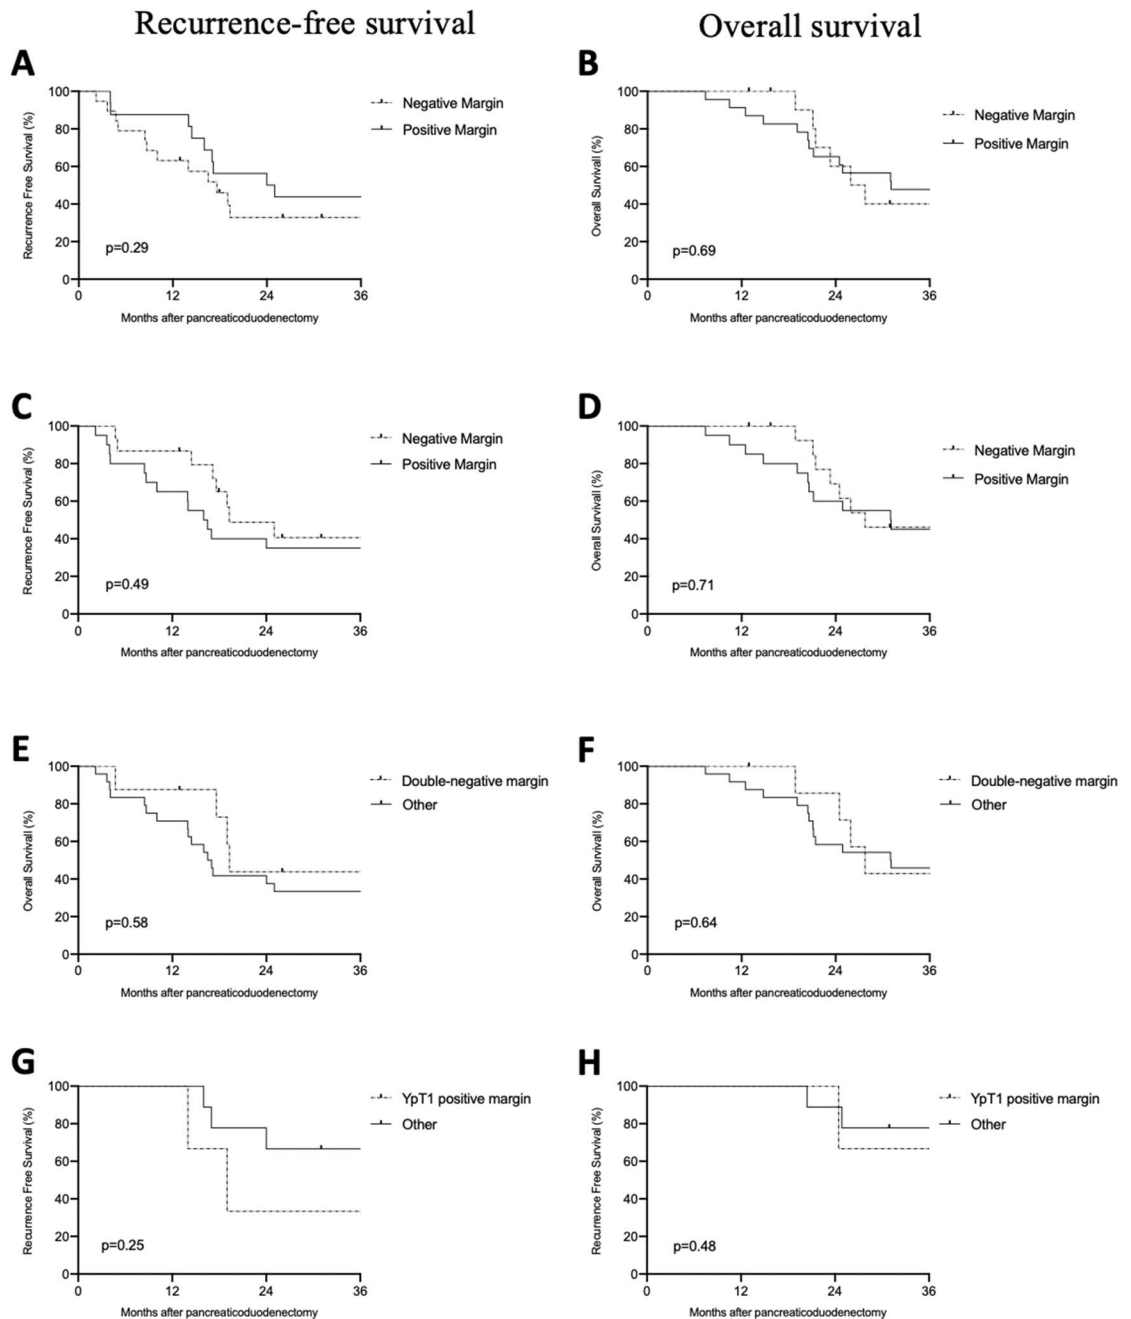 Recurrence-free survival
Overall survival
A
Recurrence Free Survival (%)
100
80
60
40
20
0
p=0.29
0 12 24 36
Months after pancreaticoduodenectomy
Negative Margin
Positive Margin
B
Overall Survivall (%)
100
80
60
40
20
0
p=0.69
0 12 24 36
Months after pancreaticoduodenectomy
Negative Margin
Positive Margin
C
Recurrence Free Survival (%)
100
80
60
40
20
0
p=0.49
0 12 24 36
Months after pancreaticoduodenectomy
Negative Margin
Positive Margin
D
Overall Survivall (%)
100
80
60
40
20
0
p=0.71
0 12 24 36
Months after pancreaticoduodenectomy
Negative Margin
Positive Margin
E
Overall Survivall (%)
100
80
60
40
20
0
p=0.58
0 12 24 36
Months after pancreaticoduodenectomy
Double-negative margin
Other
F
Overall Survivall (%)
100
80
60
40
20
0
p=0.64
0 12 24 36
Months after pancreaticoduodenectomy
Double-negative margin
Other
G
Recurrence Free Survival (%)
100
80
60
40
20
0
p=0.25
0 12 24 36
Months after pancreaticoduodenectomy
YpT1 positive margin
Other
H
Recurrence Free Survival (%)
100
80
60
40
20
0
p=0.48
0 12 24 36
Months after pancreaticoduodenectomy
YpT1 positive margin
Other